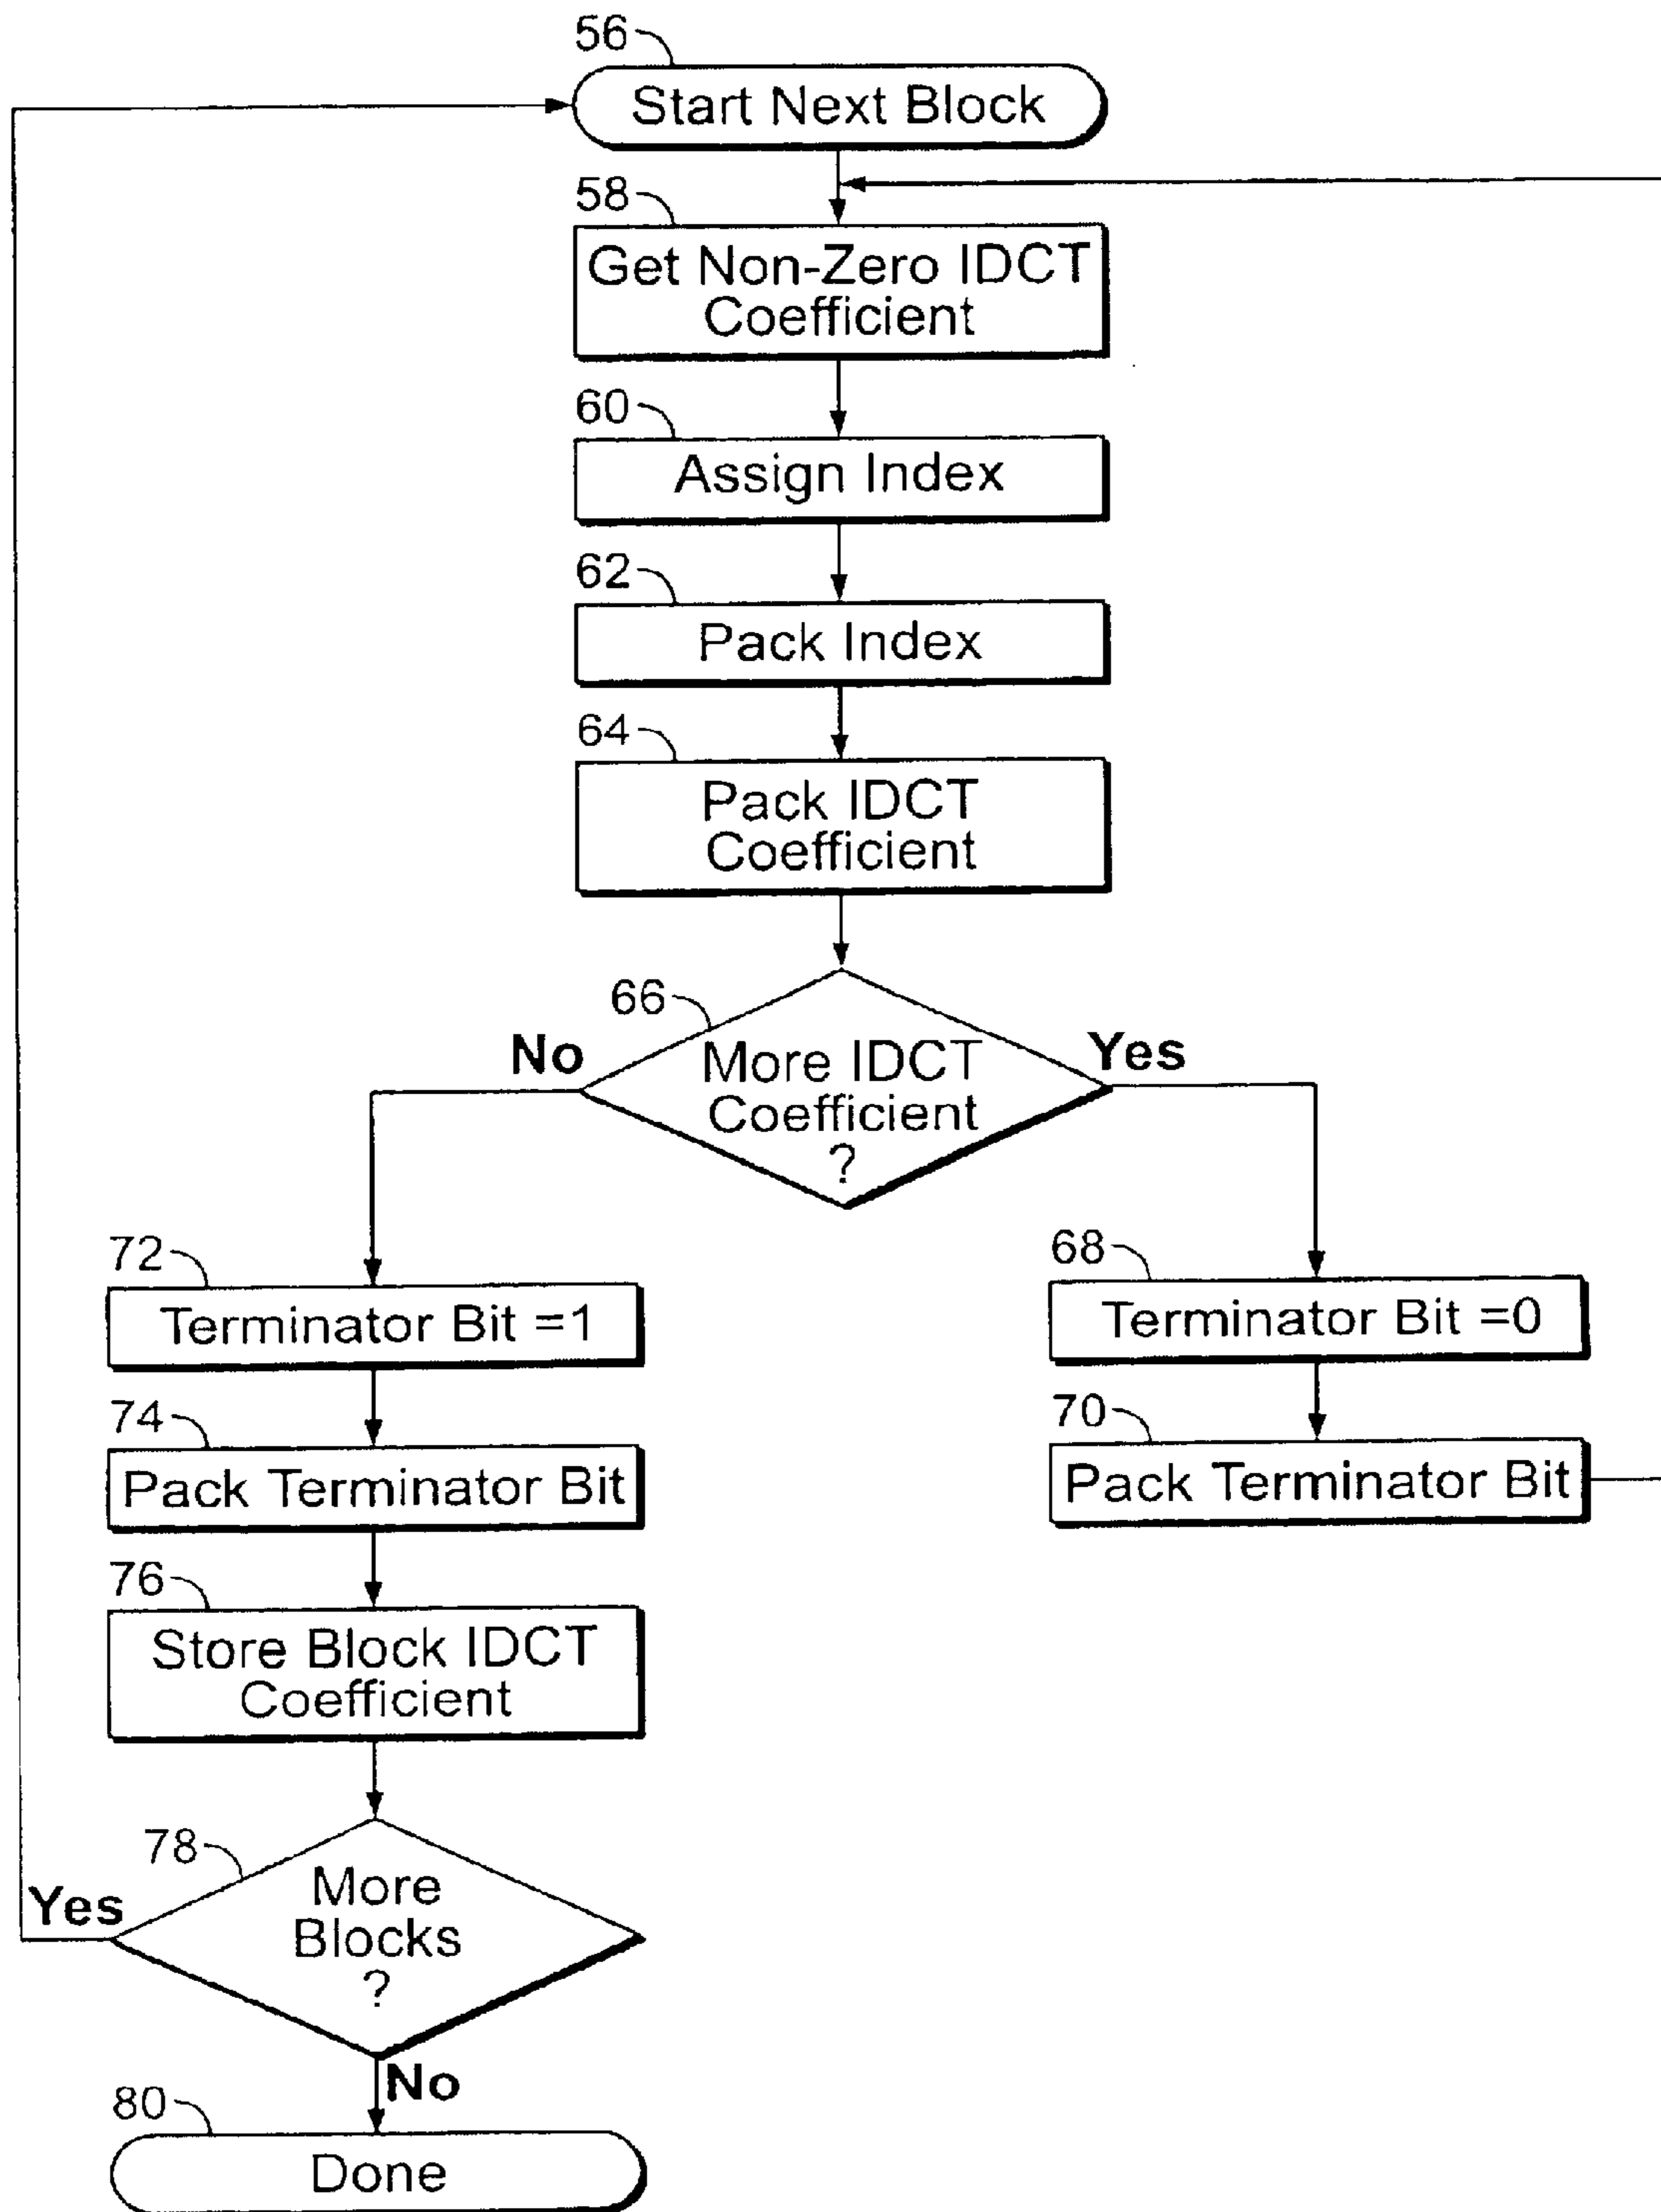 56
Start Next Block
58
Get Non-Zero IDCT
Coefficient
60
Assign Index
62
Pack Index
64
Pack IDCT
Coefficient
66
No
More IDCT
Coefficient
?
Yes
72
Terminator Bit =1
68
Terminator Bit =0
74
Pack Terminator Bit
70
Pack Terminator Bit
76
Store Block IDCT
Coefficient
78
Yes
More
Blocks
?
No
80
Done